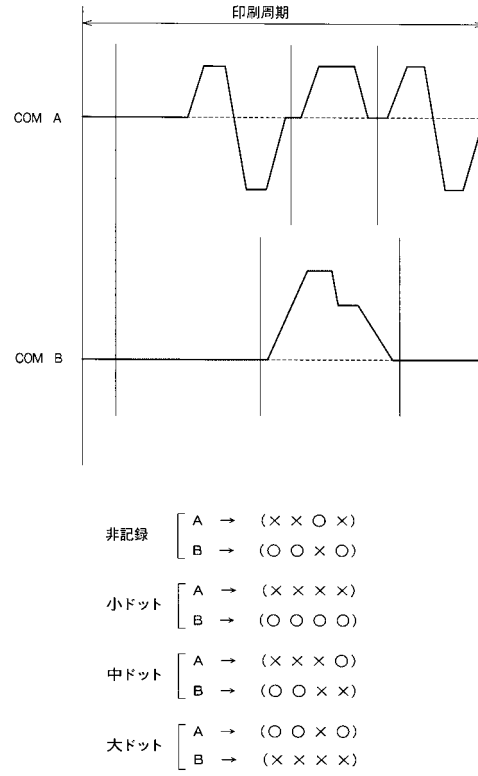 印刷周期
COM A
COM B
非記録
A → (× × ○ ×)
B → (○ ○ × ○)
小ドット
A → (× × × ×)
B → (○ ○ ○ ○)
中ドット
A → (× × × ○)
B → (○ ○ × ×)
大ドット
A → (○ ○ × ○)
B → (× × × ×)